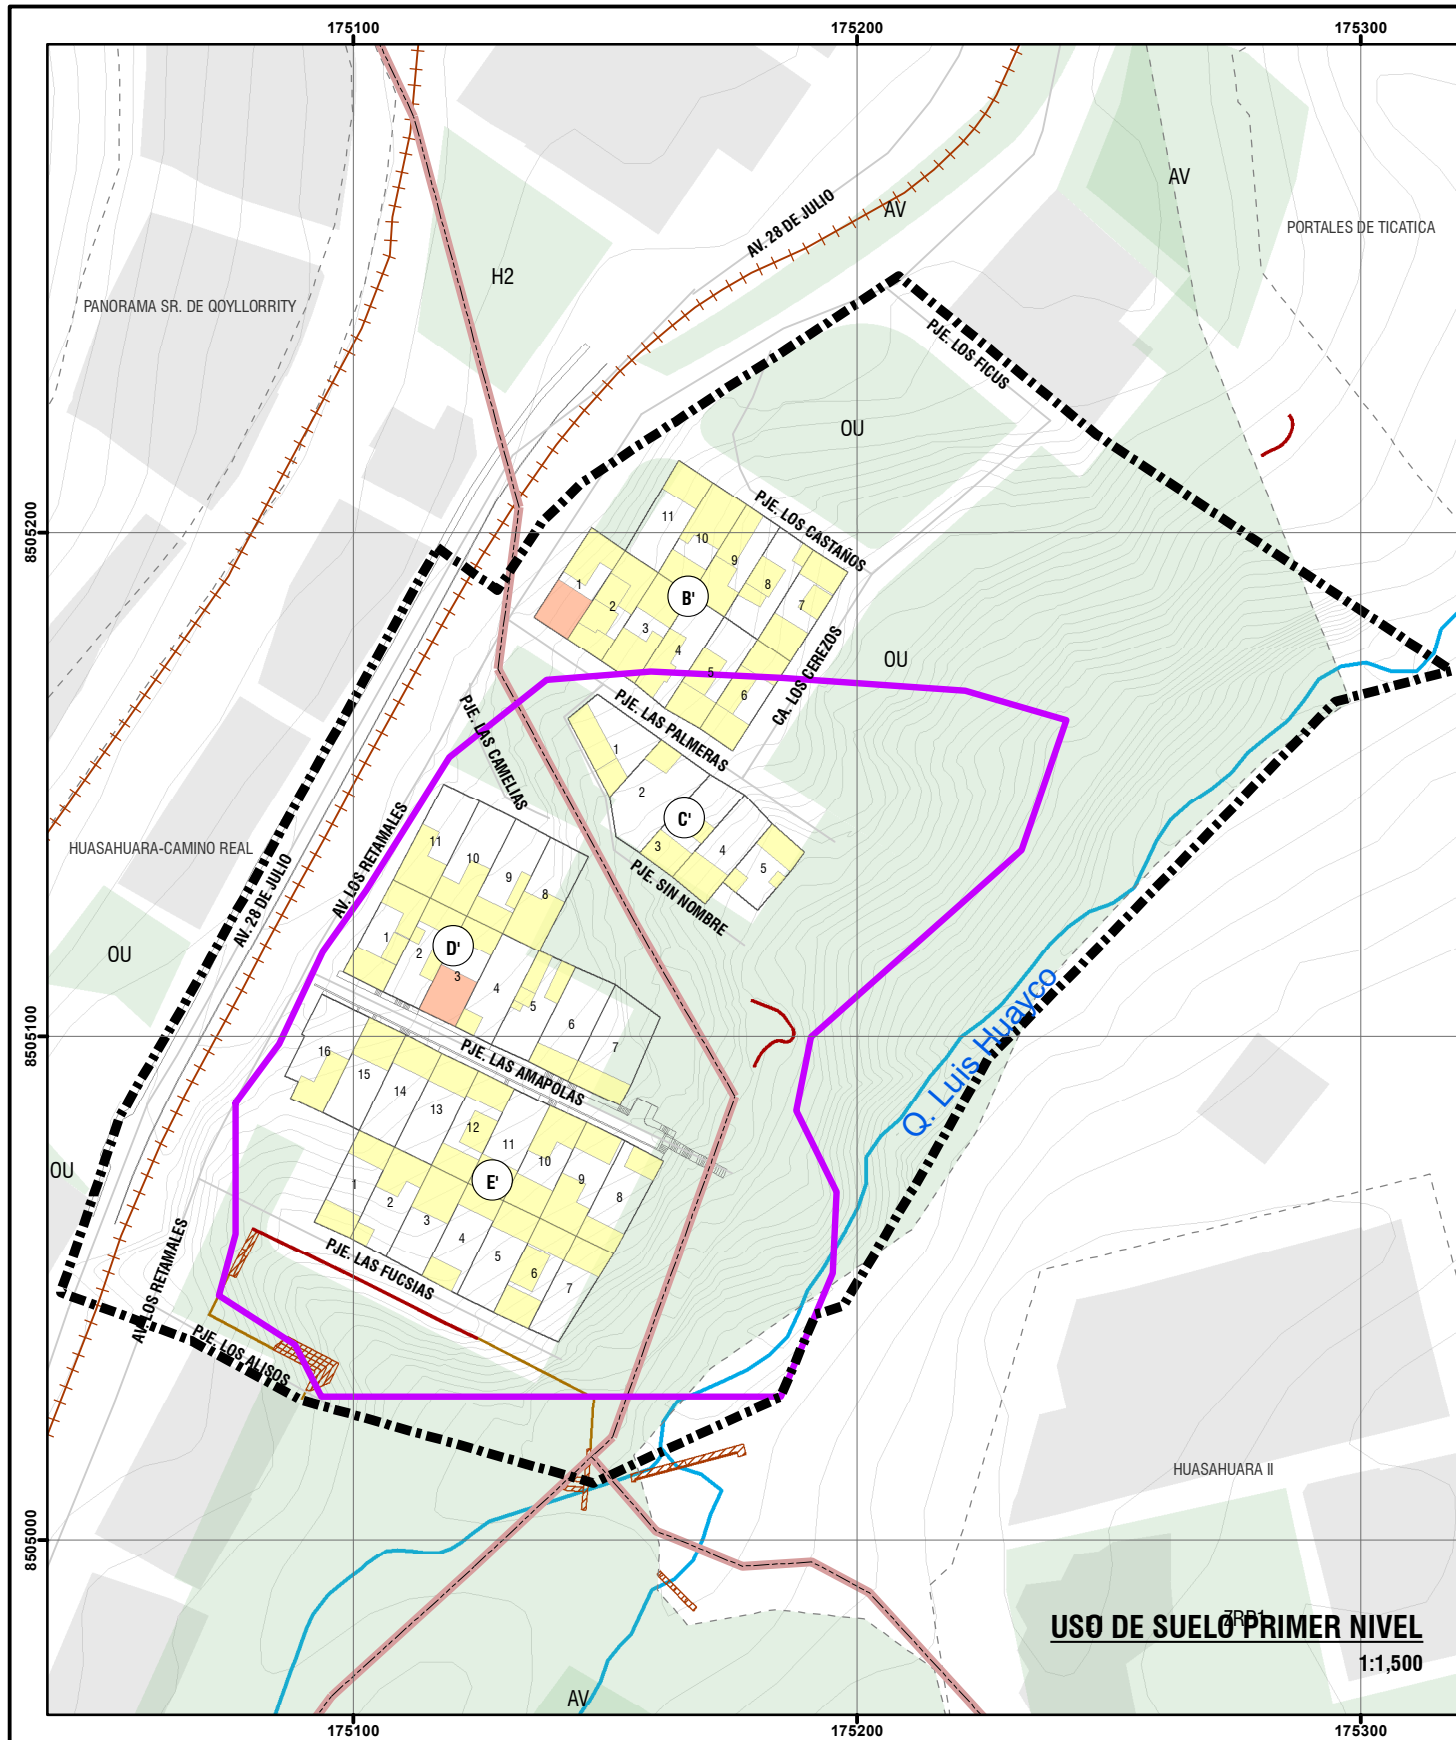 175100
175200
175300
AV
PORTALES DE TICATICA
AV. 28 DE JULIO
AV
H2
PANORAMA SR. DE QOYLLORRITY
PJE. LOS FICUS
OU
8505200
PJE. LOS CASTAÑOS
11
10
9
8
7
1
2
3
4
5
6
B'
CA. LOS CEREZOS
OU
PJE. LAS PALMERAS
PJE. LAS CAMELIAS
1
2
3
4
5
C'
PJE. SIN NOMBRE
HUASAHUARA-CAMINO REAL
AV. 28 DE JULIO
AV. LOS RETAMALES
OU
11
10
9
8
1
2
3
4
5
6
7
D'
8505100
Q. Luis Huayco
PJE. LAS AMAPOLAS
16
15
14
13
12
11
10
9
8
1
2
3
4
5
6
7
E'
OU
PJE. LAS FUCSIAS
AV. LOS RETAMALES
PJE. LOS ALISOS
HUASAHUARA II
8505000
ZRP1
USO DE SUELO PRIMER NIVEL
1:1,500
AV
175100
175200
175300